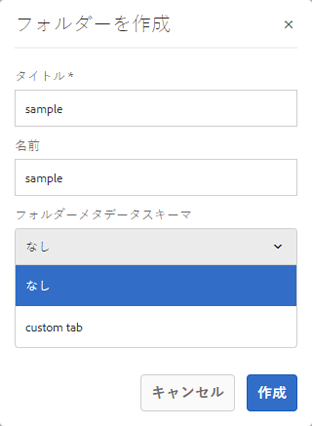 フォルダーを作成 ×
タイトル *
sample
名前
sample
フォルダーメタデータスキーマ
なし
なし
custom tab
キャンセル 作成